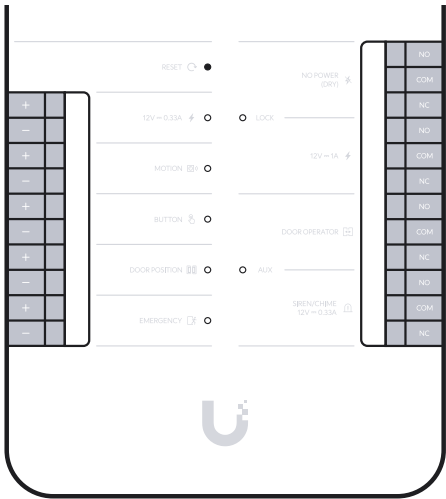 +
−
+
−
+
−
+
−
+
−
RESET
12V ⎓ 0.33A
MOTION
BUTTON
DOOR POSITION
EMERGENCY
LOCK
AUX
NO POWER
(DRY)
12V ⎓ 1A
DOOR OPERATOR
SIREN/CHIME
12V ⎓ 0.33A
NO
COM
NC
NO
COM
NC
NO
COM
NC
NO
COM
NC